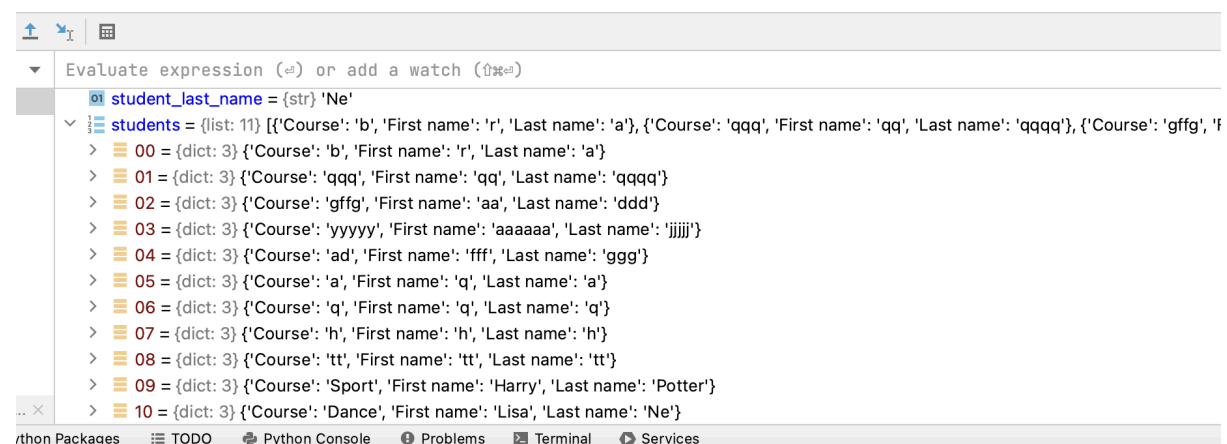 Evaluate expression (⏎) or add a watch (⇧⌘⏎)
01 student_last_name = {str} 'Ne'
students = {list: 11} [{'Course': 'b', 'First name': 'r', 'Last name': 'a'}, {'Course': 'qqq', 'First name': 'qq', 'Last name': 'qqqq'}, {'Course': 'gffg', 'F
00 = {dict: 3} {'Course': 'b', 'First name': 'r', 'Last name': 'a'}
01 = {dict: 3} {'Course': 'qqq', 'First name': 'qq', 'Last name': 'qqqq'}
02 = {dict: 3} {'Course': 'gffg', 'First name': 'aa', 'Last name': 'ddd'}
03 = {dict: 3} {'Course': 'yyyyy', 'First name': 'aaaaaa', 'Last name': 'jjjjj'}
04 = {dict: 3} {'Course': 'ad', 'First name': 'fff', 'Last name': 'ggg'}
05 = {dict: 3} {'Course': 'a', 'First name': 'q', 'Last name': 'a'}
06 = {dict: 3} {'Course': 'q', 'First name': 'q', 'Last name': 'q'}
07 = {dict: 3} {'Course': 'h', 'First name': 'h', 'Last name': 'h'}
08 = {dict: 3} {'Course': 'tt', 'First name': 'tt', 'Last name': 'tt'}
09 = {dict: 3} {'Course': 'Sport', 'First name': 'Harry', 'Last name': 'Potter'}
... 10 = {dict: 3} {'Course': 'Dance', 'First name': 'Lisa', 'Last name': 'Ne'}
ython Packages TODO Python Console Problems Terminal Services